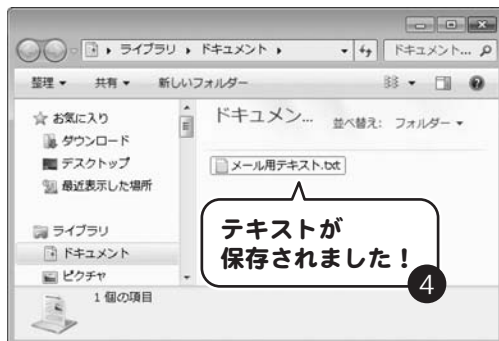 ライブラリ ▸ ドキュメント ▸
ドキュメント...
整理 ▼ 共有 ▼ 新しいフォルダー
お気に入り
ダウンロード
デスクトップ
最近表示した場所
ライブラリ
ドキュメント
ピクチャ
ドキュメン... 並べ替え: フォルダー ▼
メール用テキスト.txt
テキストが
保存されました!
4
1 個の項目